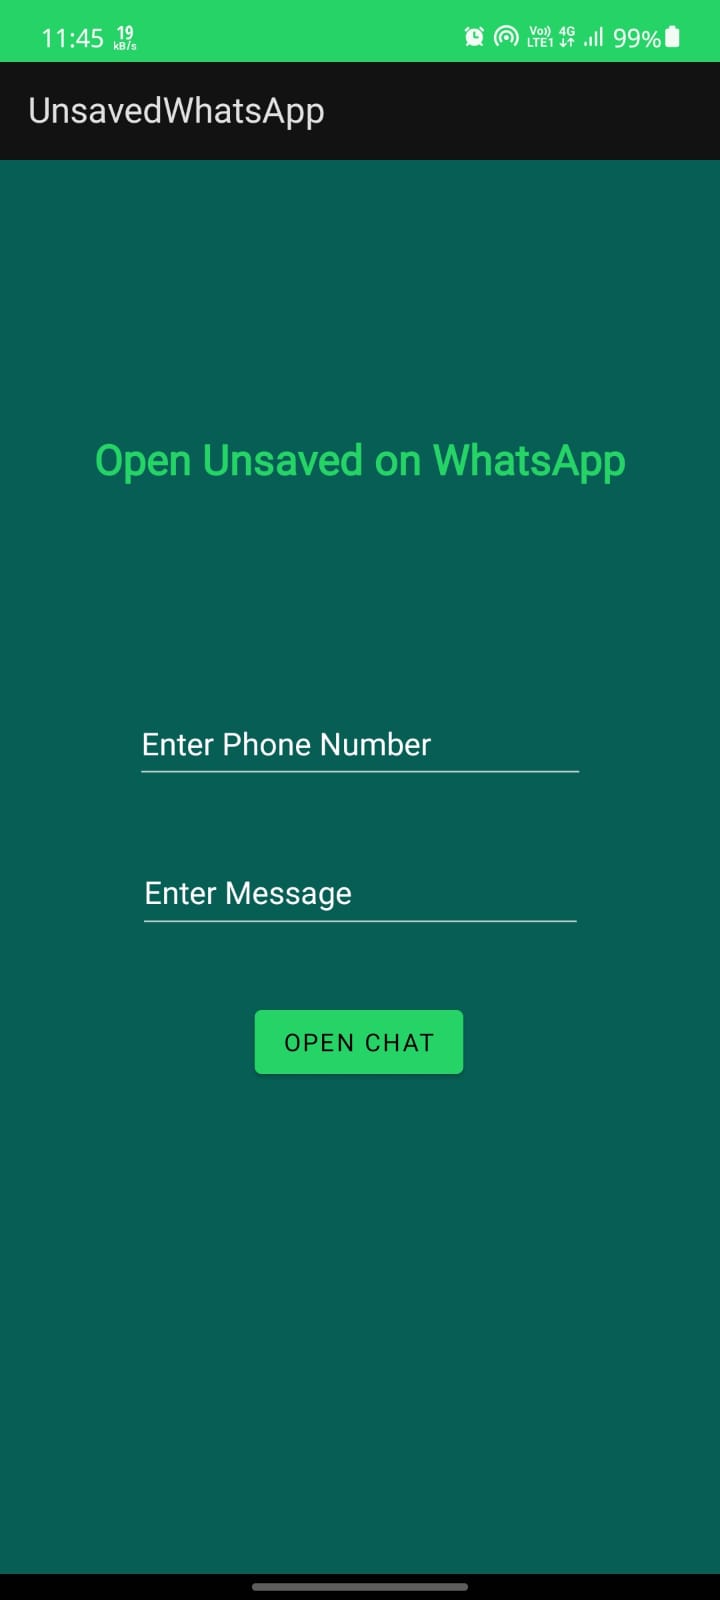 11:45 19 kB/s Vo)) LTE1 4G 99%
UnsavedWhatsApp
Open Unsaved on WhatsApp
Enter Phone Number
Enter Message
OPEN CHAT